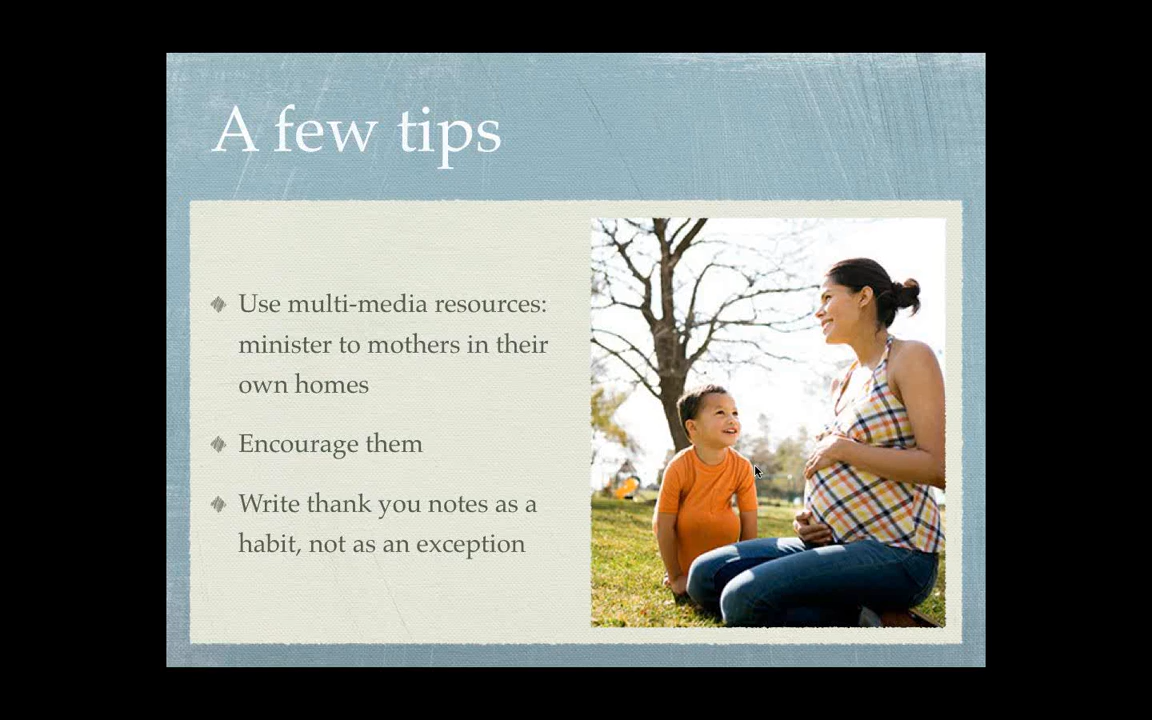 A few tips
Use multi-media resources:
minister to mothers in their
own homes
Encourage them
Write thank you notes as a
habit, not as an exception